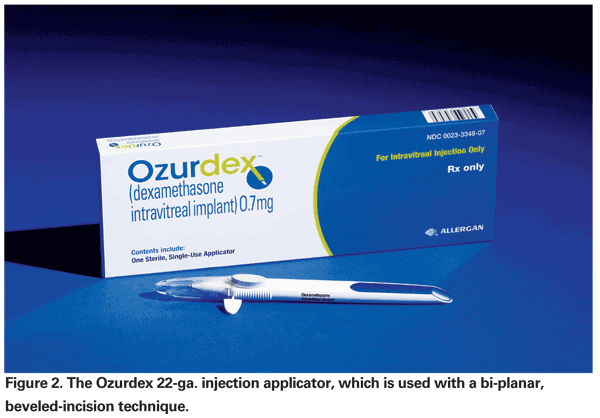 NDC 0023-3348-07
For Intravitreal Injection Only
Rx only
Ozurdex™
(dexamethasone
intravitreal implant) 0.7mg
Contents include:
One Sterile, Single-Use Applicator
ALLERGAN
Dexamethasone
Figure 2. The Ozurdex 22-ga. injection applicator, which is used with a bi-planar,
beveled-incision technique.